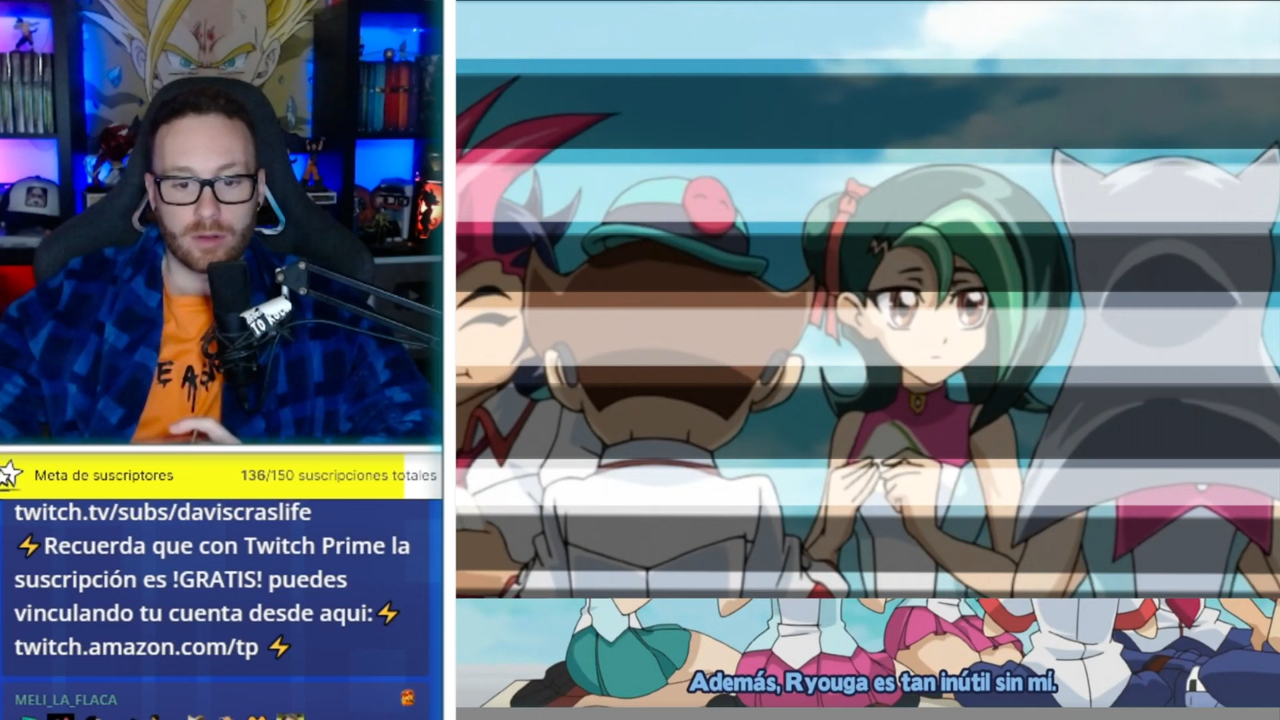 Meta de suscriptores 136/150 suscripciones totales
twitch.tv/subs/daviscraslife
⚡Recuerda que con Twitch Prime la
suscripción es !GRATIS! puedes
vinculando tu cuenta desde aqui:⚡
twitch.amazon.com/tp ⚡
MELI_LA_FLACA
Además, Ryouga es tan inútil sin mí.